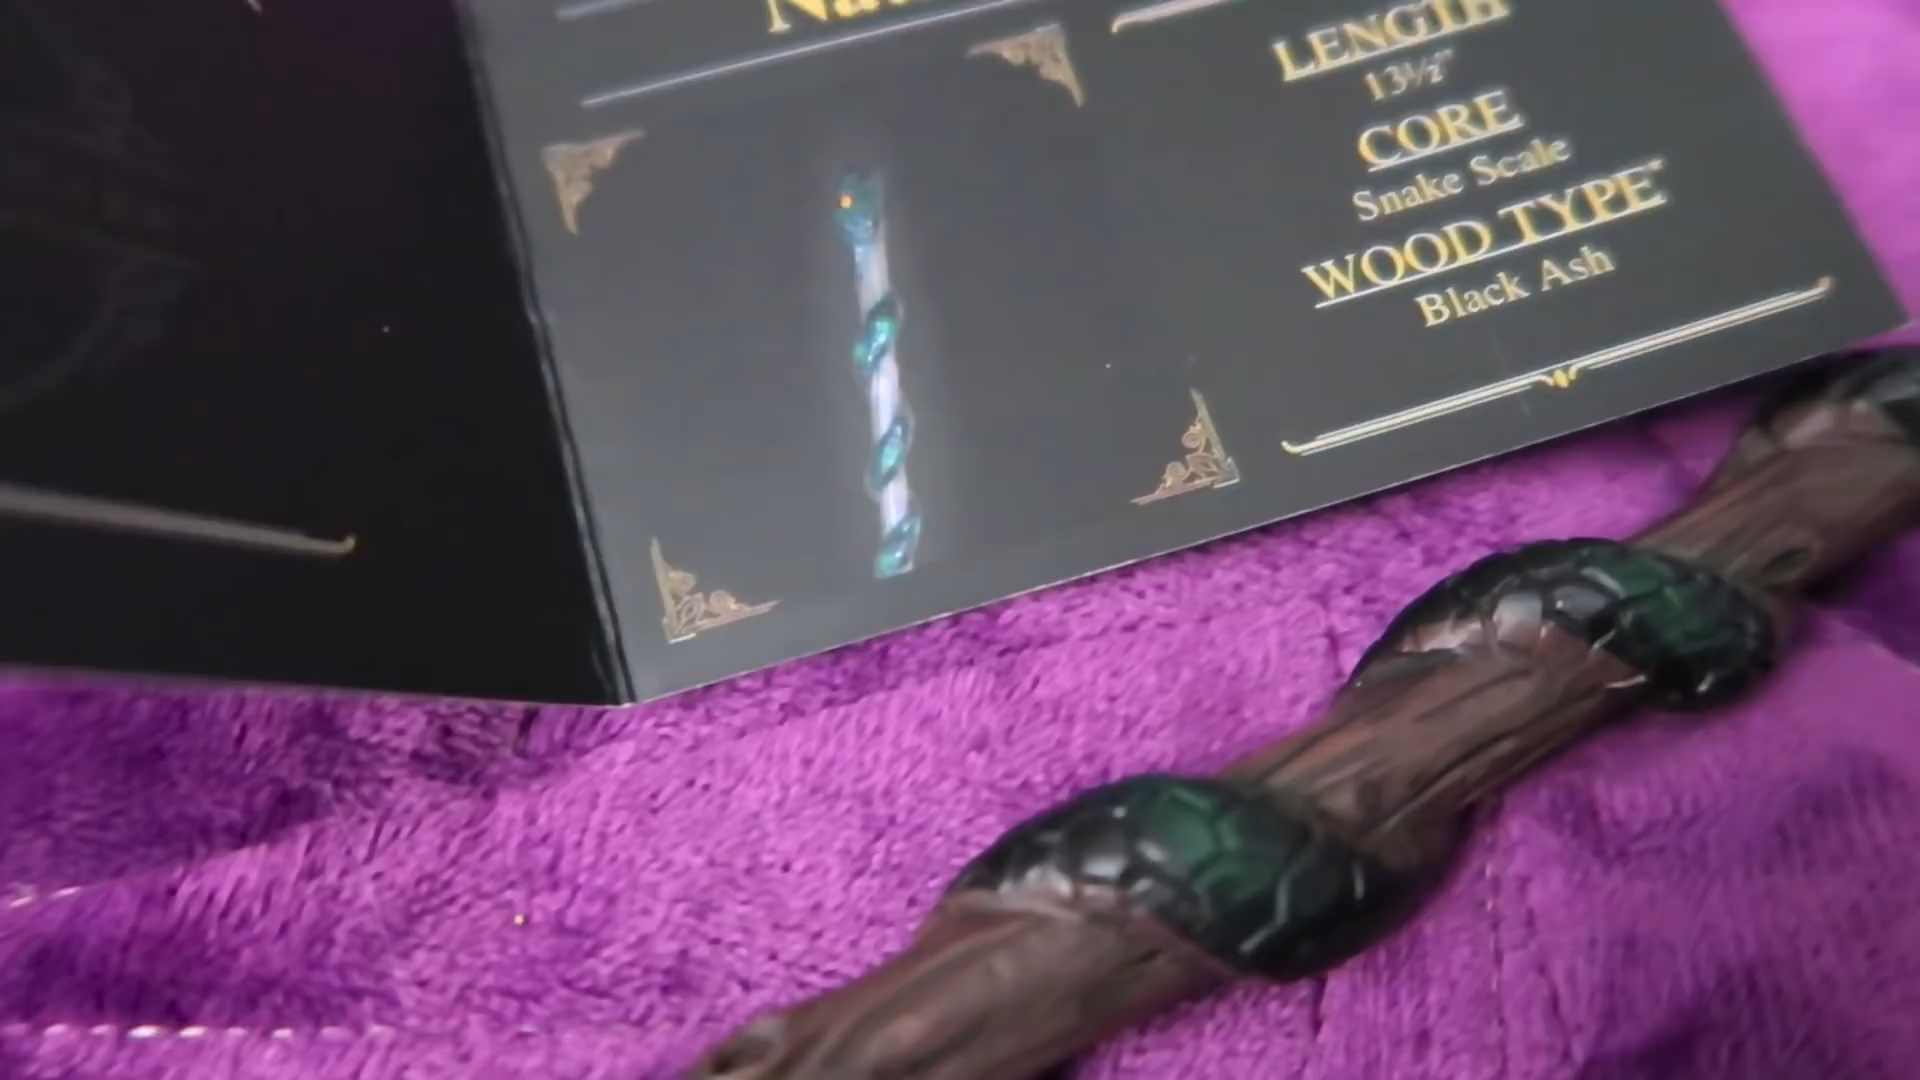 LENGTH
13½"
CORE
Snake Scale
WOOD TYPE
Black Ash